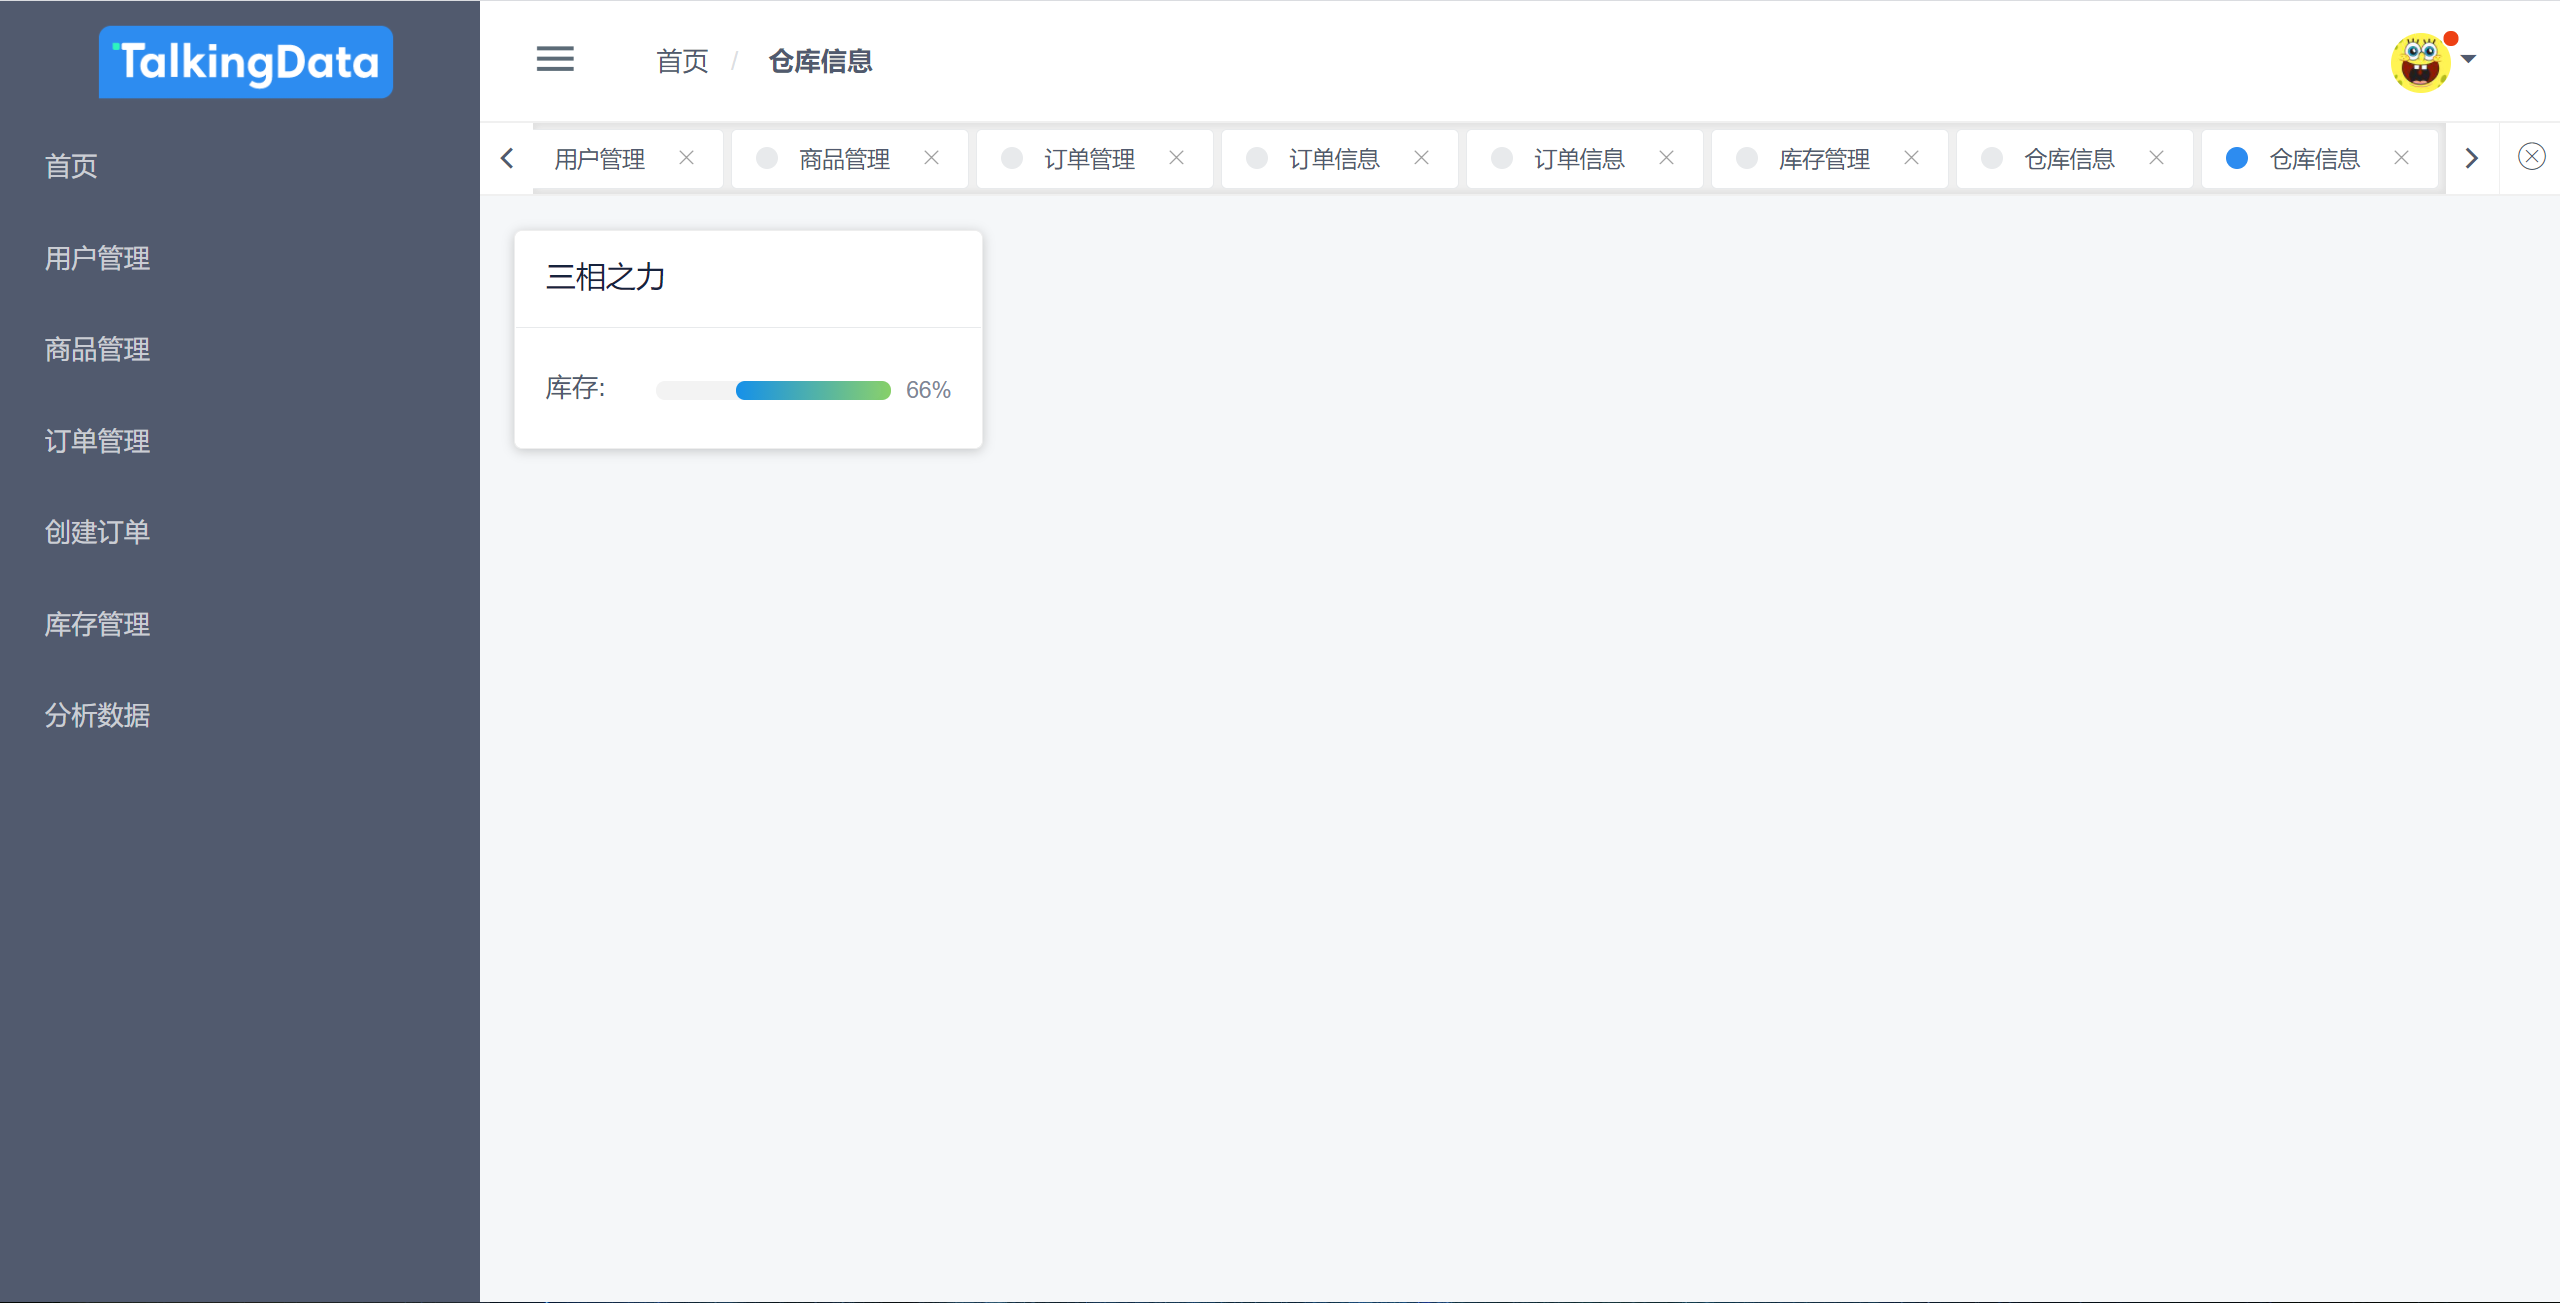 TalkingData
首页
用户管理
商品管理
订单管理
创建订单
库存管理
分析数据
首页 / 仓库信息
用户管理 商品管理 订单管理 订单信息 订单信息 库存管理 仓库信息 仓库信息
三相之力
库存: 66%